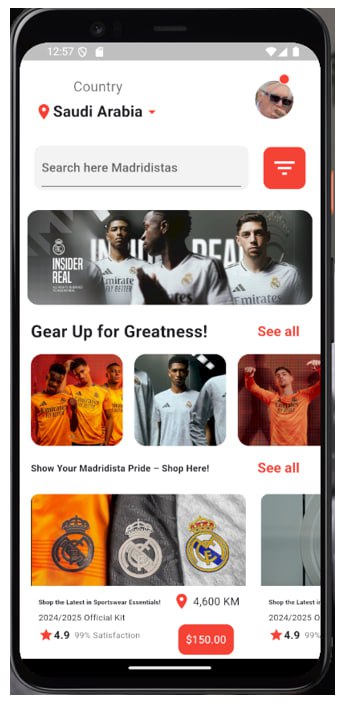 12:57
Country
Saudi Arabia
Search here Madridistas
INSIDER
REAL
Emirates
FLY BETTER
Gear Up for Greatness!
See all
Show Your Madridista Pride – Shop Here!
See all
Shop the Latest in Sportswear Essentials!
4,600 KM
Shop the Latest i
2024/2025 Official Kit
2024/2025 O
4.9 99% Satisfaction
$150.00
4.9 99%